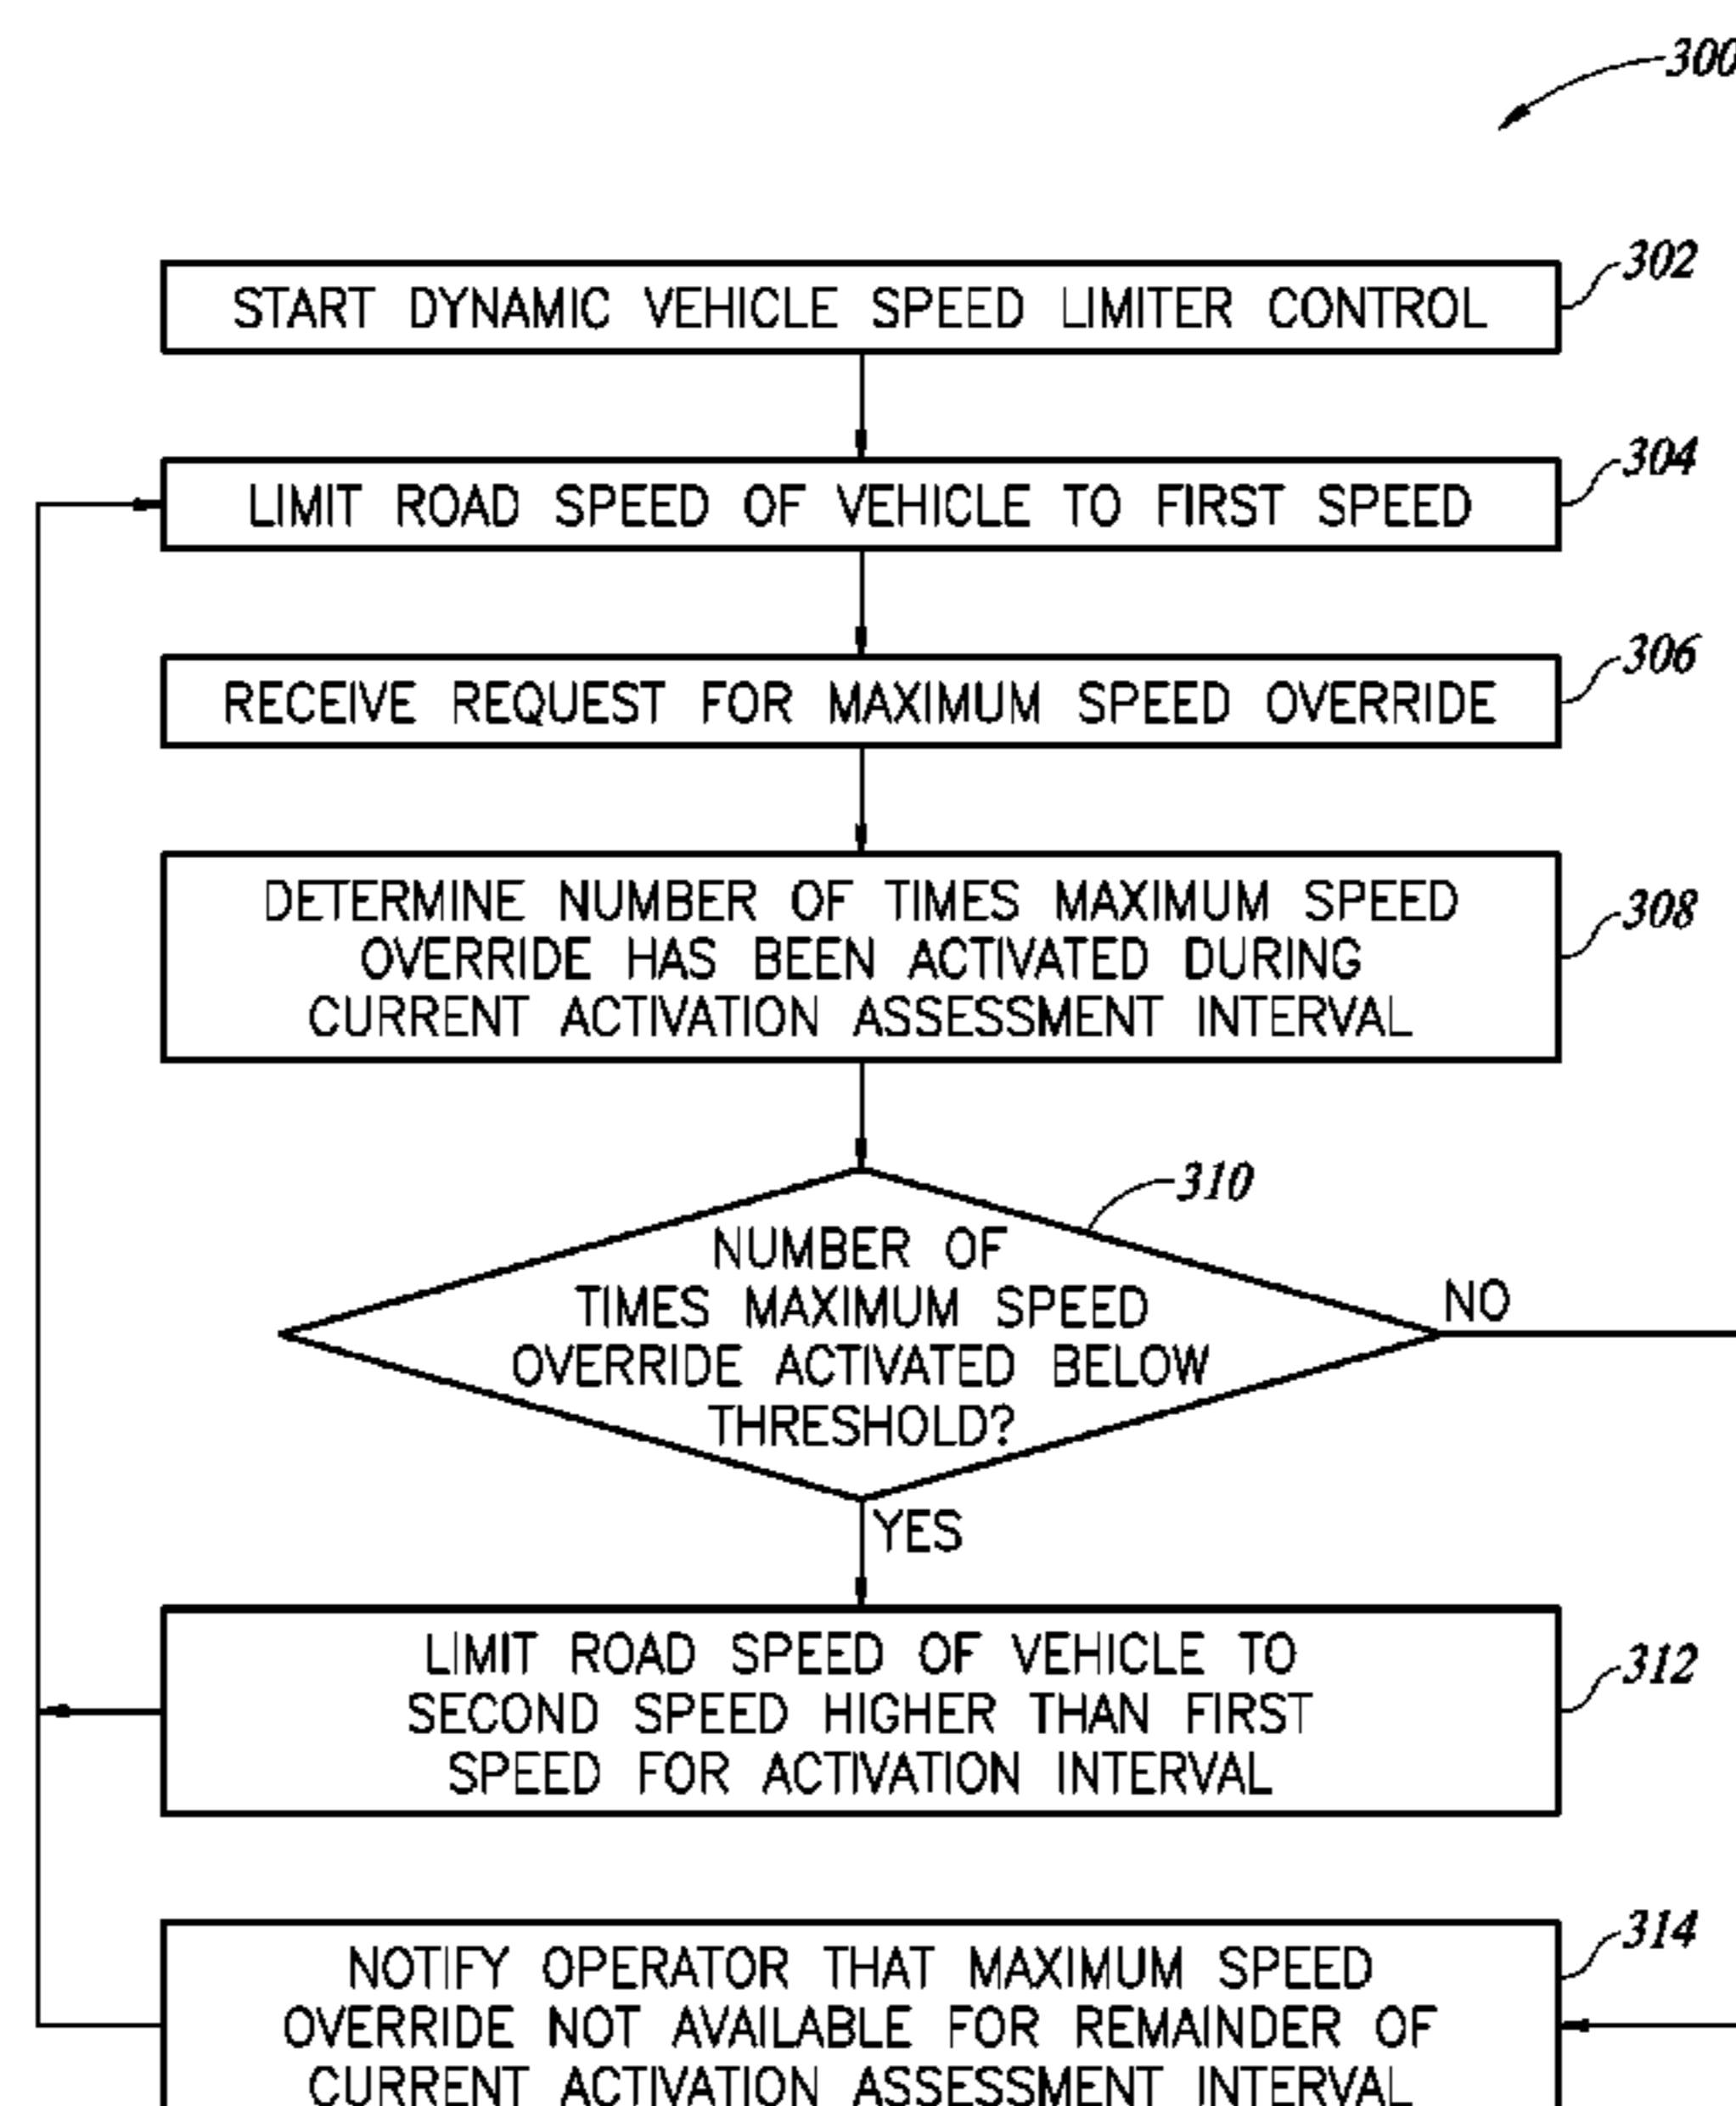 300
START DYNAMIC VEHICLE SPEED LIMITER CONTROL
302
LIMIT ROAD SPEED OF VEHICLE TO FIRST SPEED
304
RECEIVE REQUEST FOR MAXIMUM SPEED OVERRIDE
306
DETERMINE NUMBER OF TIMES MAXIMUM SPEED
OVERRIDE HAS BEEN ACTIVATED DURING
CURRENT ACTIVATION ASSESSMENT INTERVAL
308
310
NUMBER OF
TIMES MAXIMUM SPEED
OVERRIDE ACTIVATED BELOW
THRESHOLD?
NO
YES
LIMIT ROAD SPEED OF VEHICLE TO
SECOND SPEED HIGHER THAN FIRST
SPEED FOR ACTIVATION INTERVAL
312
NOTIFY OPERATOR THAT MAXIMUM SPEED
OVERRIDE NOT AVAILABLE FOR REMAINDER OF
CURRENT ACTIVATION ASSESSMENT INTERVAL
314